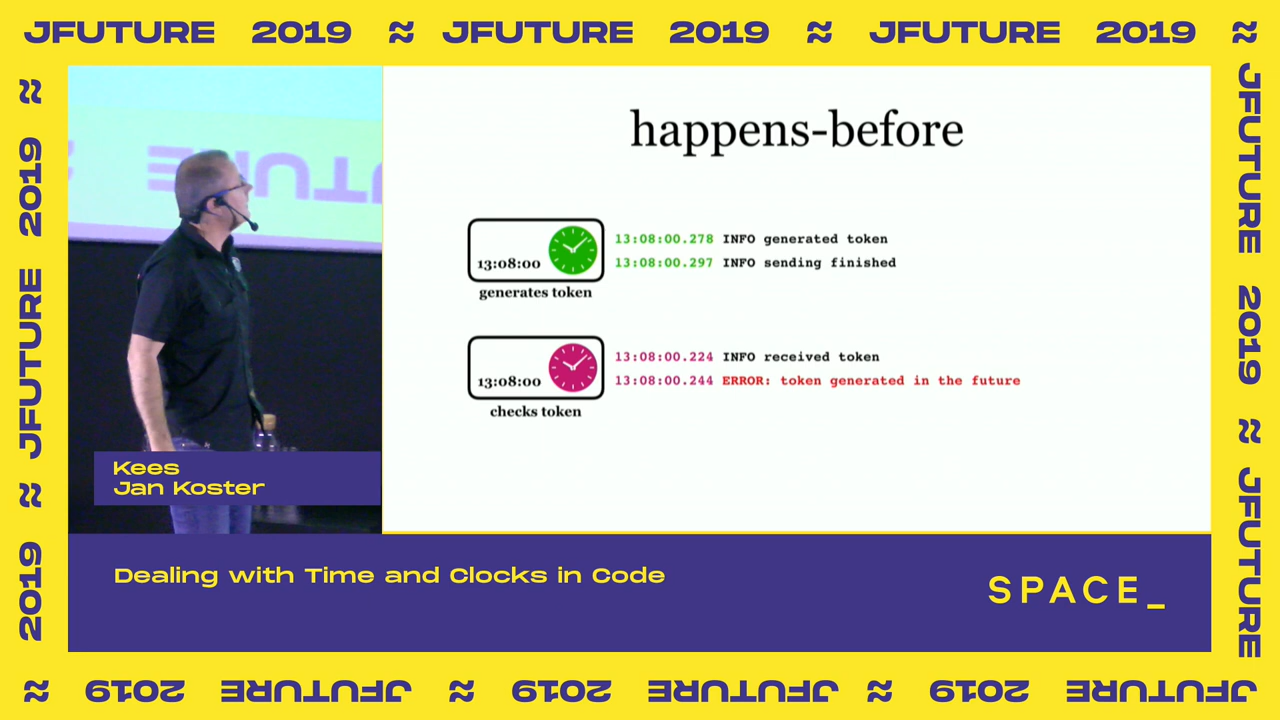 JFUTURE 2019 ≈ JFUTURE 2019 ≈ JFUTURE 2019 ≈
JFUTURE 2019 ≈ JFUTURE
2019 ≈ JFUTURE 2019 ≈
happens-before
13:08:00
13:08:00.278 INFO generated token
13:08:00.297 INFO sending finished
generates token
13:08:00
13:08:00.224 INFO received token
13:08:00.244 ERROR: token generated in the future
checks token
Kees
Jan Koster
Dealing with Time and Clocks in Code
SPACE_
JFUTURE 2019 ≈ JFUTURE 2019 ≈ JFUTURE 2019 ≈